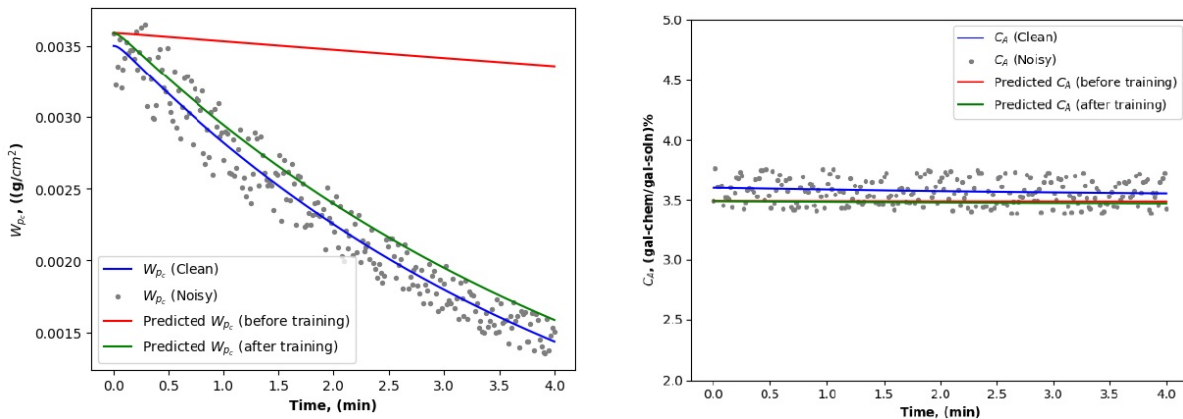 0.0035
0.0030
0.0025
0.0020
0.0015
W_{p_c}, ((g/cm^2)
W_{p_c} (Clean)
W_{p_c} (Noisy)
Predicted W_{p_c} (before training)
Predicted W_{p_c} (after training)
0.0 0.5 1.0 1.5 2.0 2.5 3.0 3.5 4.0
Time, (min)
5.0
4.5
4.0
3.5
3.0
2.5
2.0
C_A, (gal-chem/gal-soln)%
C_A (Clean)
C_A (Noisy)
Predicted C_A (before training)
Predicted C_A (after training)
0.0 0.5 1.0 1.5 2.0 2.5 3.0 3.5 4.0
Time, (min)